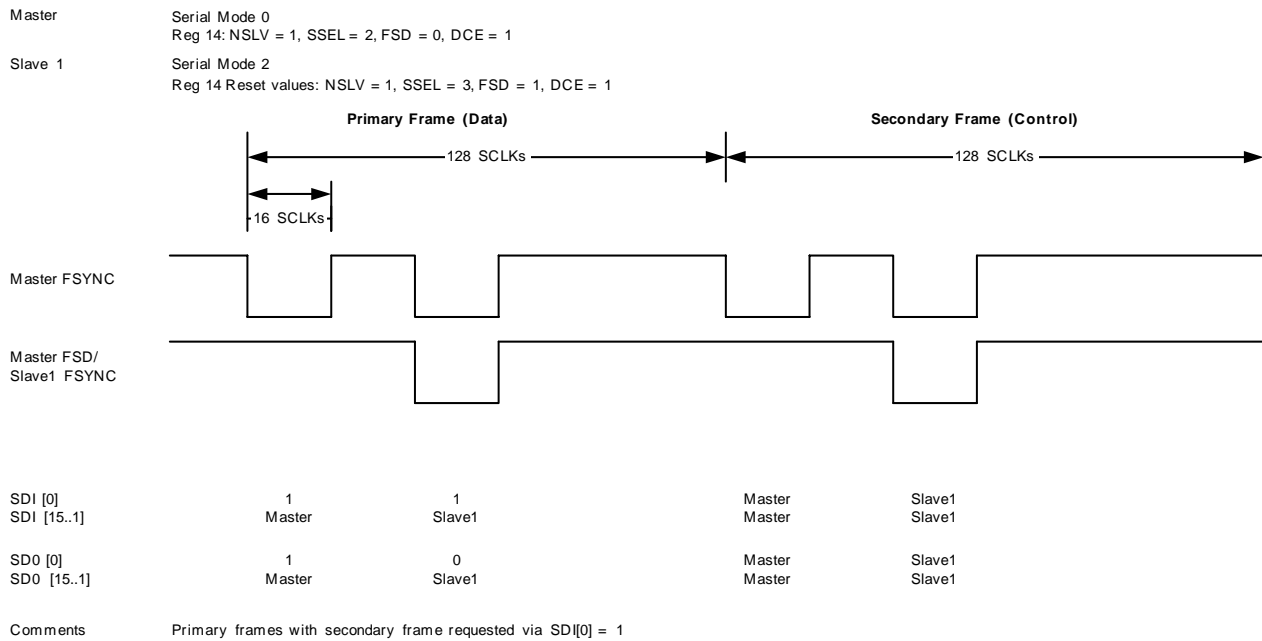 Master Serial Mode 0
Reg 14: NSLV = 1, SSEL = 2, FSD = 0, DCE = 1
Slave 1 Serial Mode 2
Reg 14 Reset values: NSLV = 1, SSEL = 3, FSD = 1, DCE = 1
Primary Frame (Data) Secondary Frame (Control)
128 SCLKs 128 SCLKs
16 SCLKs
Master FSYNC
Master FSD/
Slave1 FSYNC
SDI [0] 1 1 Master Slave1
SDI [15..1] Master Slave1 Master Slave1
SD0 [0] 1 0 Master Slave1
SD0 [15..1] Master Slave1 Master Slave1
Comments Primary frames with secondary frame requested via SDI[0] = 1